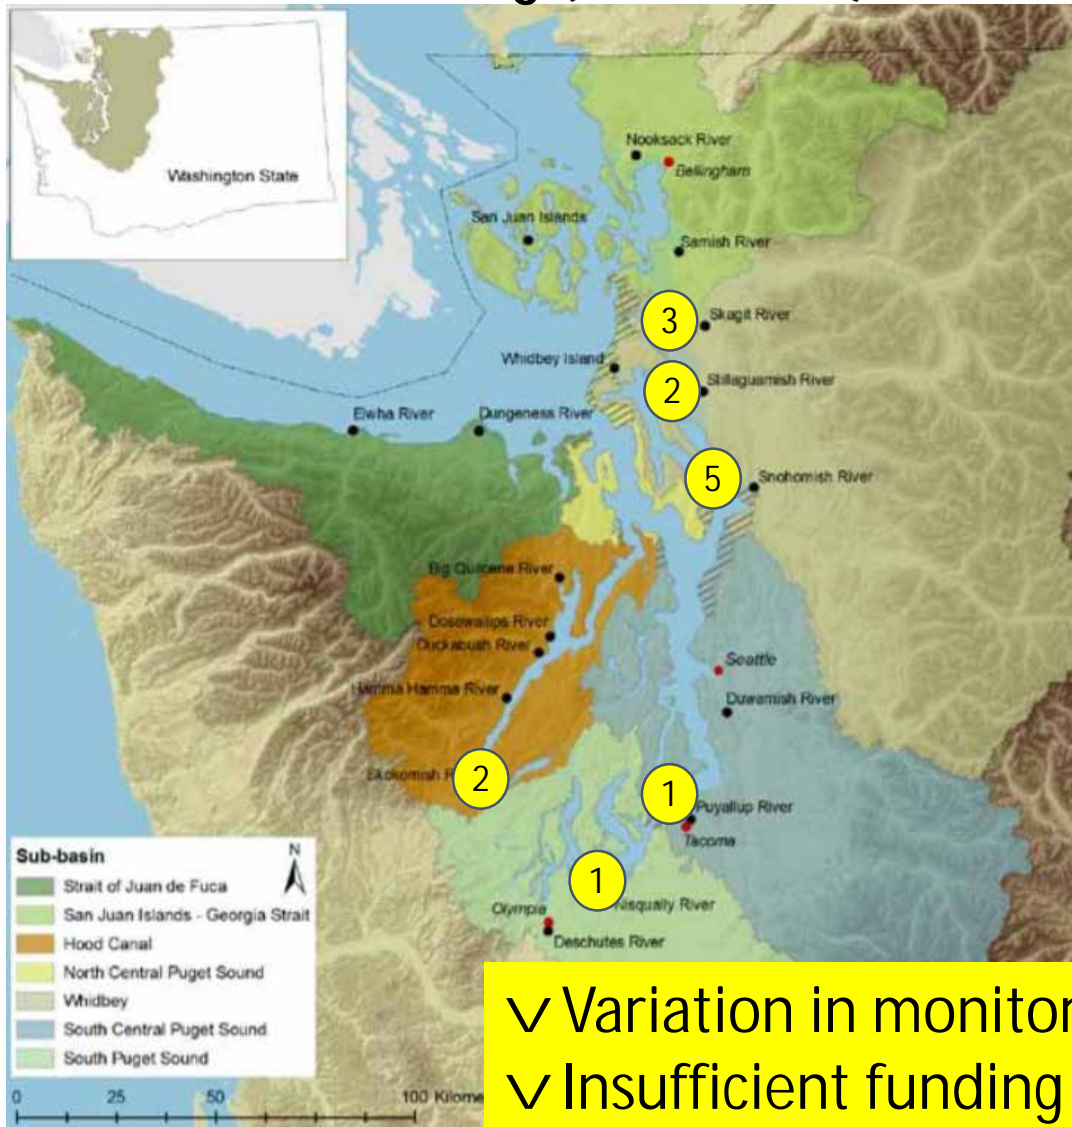 Washington State
Nooksack River
Bellingham
San Juan Islands
Samish River
3
Skagit River
Whidbey Island
2
Stillaguamish River
Elwha River
Dungeness River
5
Snohomish River
Big Quilcene River
Dosewallips River
Duckabush River
Seattle
Hamma Hamma River
Duwamish River
Skokomish
2
1
Puyallup River
Tacoma
1
Nisqually River
Olympia
Deschutes River
Sub-basin
N
Strait of Juan de Fuca
San Juan Islands - Georgia Strait
Hood Canal
North Central Puget Sound
Whidbey
South Central Puget Sound
South Puget Sound
0 25 50 100 Kilome
✓ Variation in monitor
✓ Insufficient funding